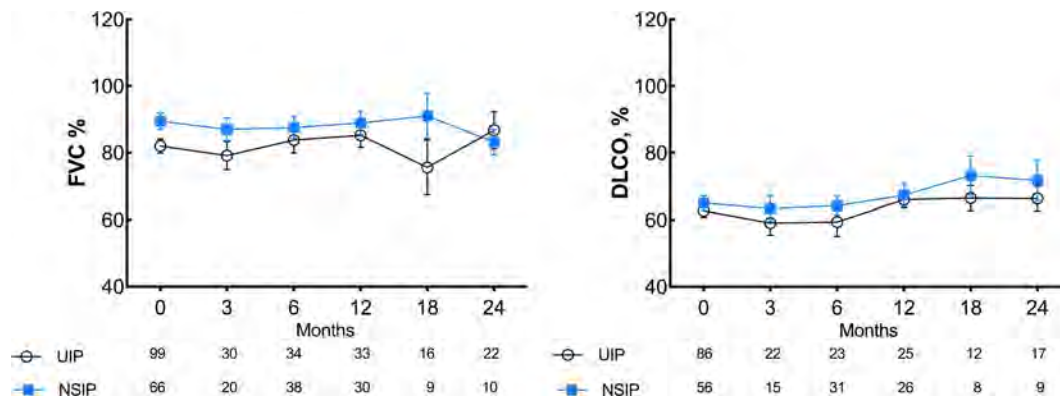 120
100
80
60
40
FVC %
0 3 6 12 18 24
Months
UIP 99 30 34 33 16 22
NSIP 66 20 38 30 9 10
120
100
80
60
40
DLCO, %
0 3 6 12 18 24
Months
UIP 86 22 23 25 12 17
NSIP 56 15 31 26 8 9